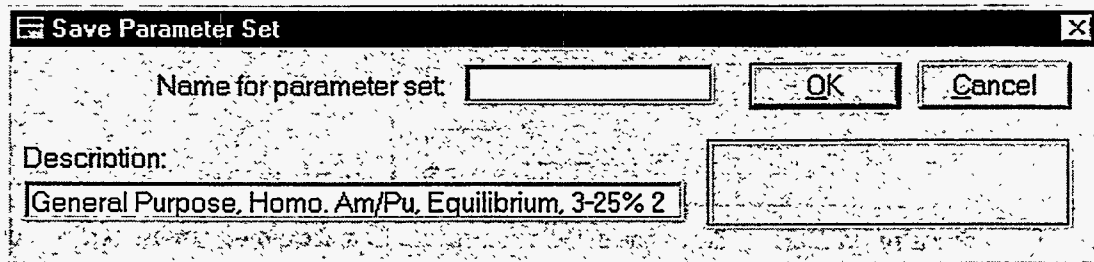 Save Parameter Set
Name for parameter set:
OK
Cancel
Description:
General Purpose, Homo. Am/Pu, Equilibrium, 3-25% 2